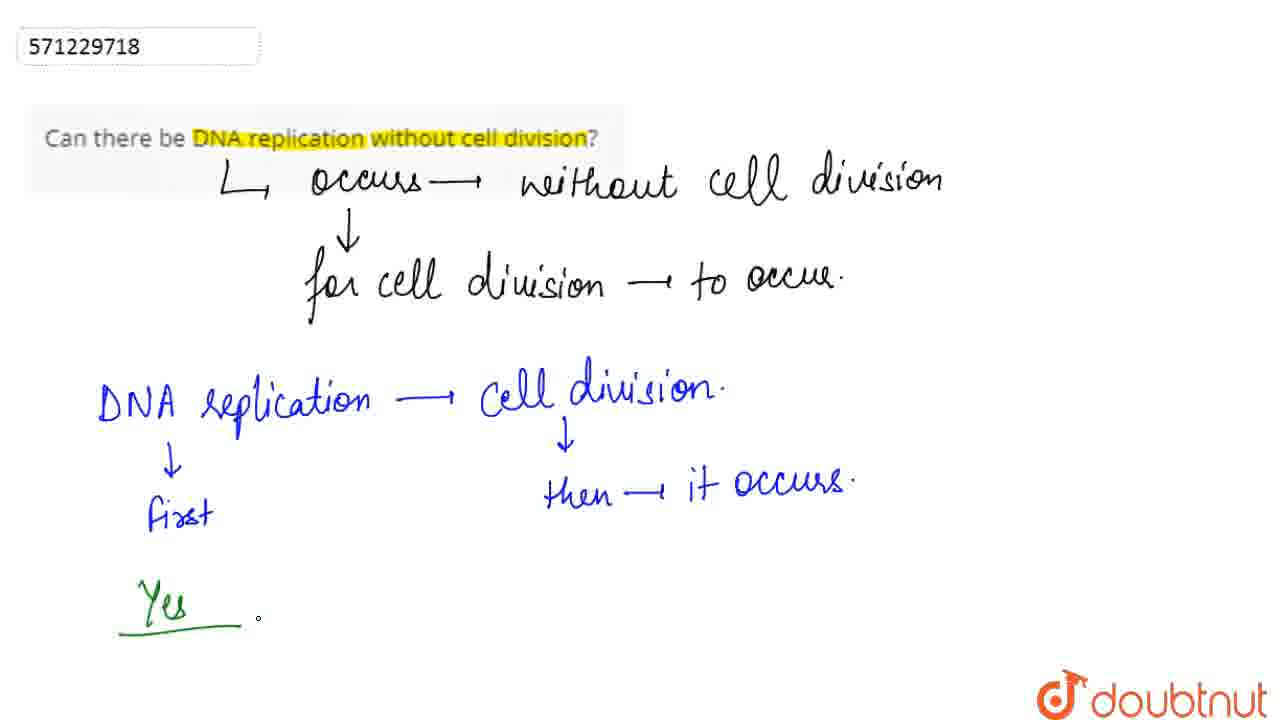 571229718
Can there be DNA replication without cell division?
↳ occurs → without cell division
↓
for cell division → to occur.
DNA replication → cell division.
↓ ↓
first then → it occurs.
Yes
doubtnut